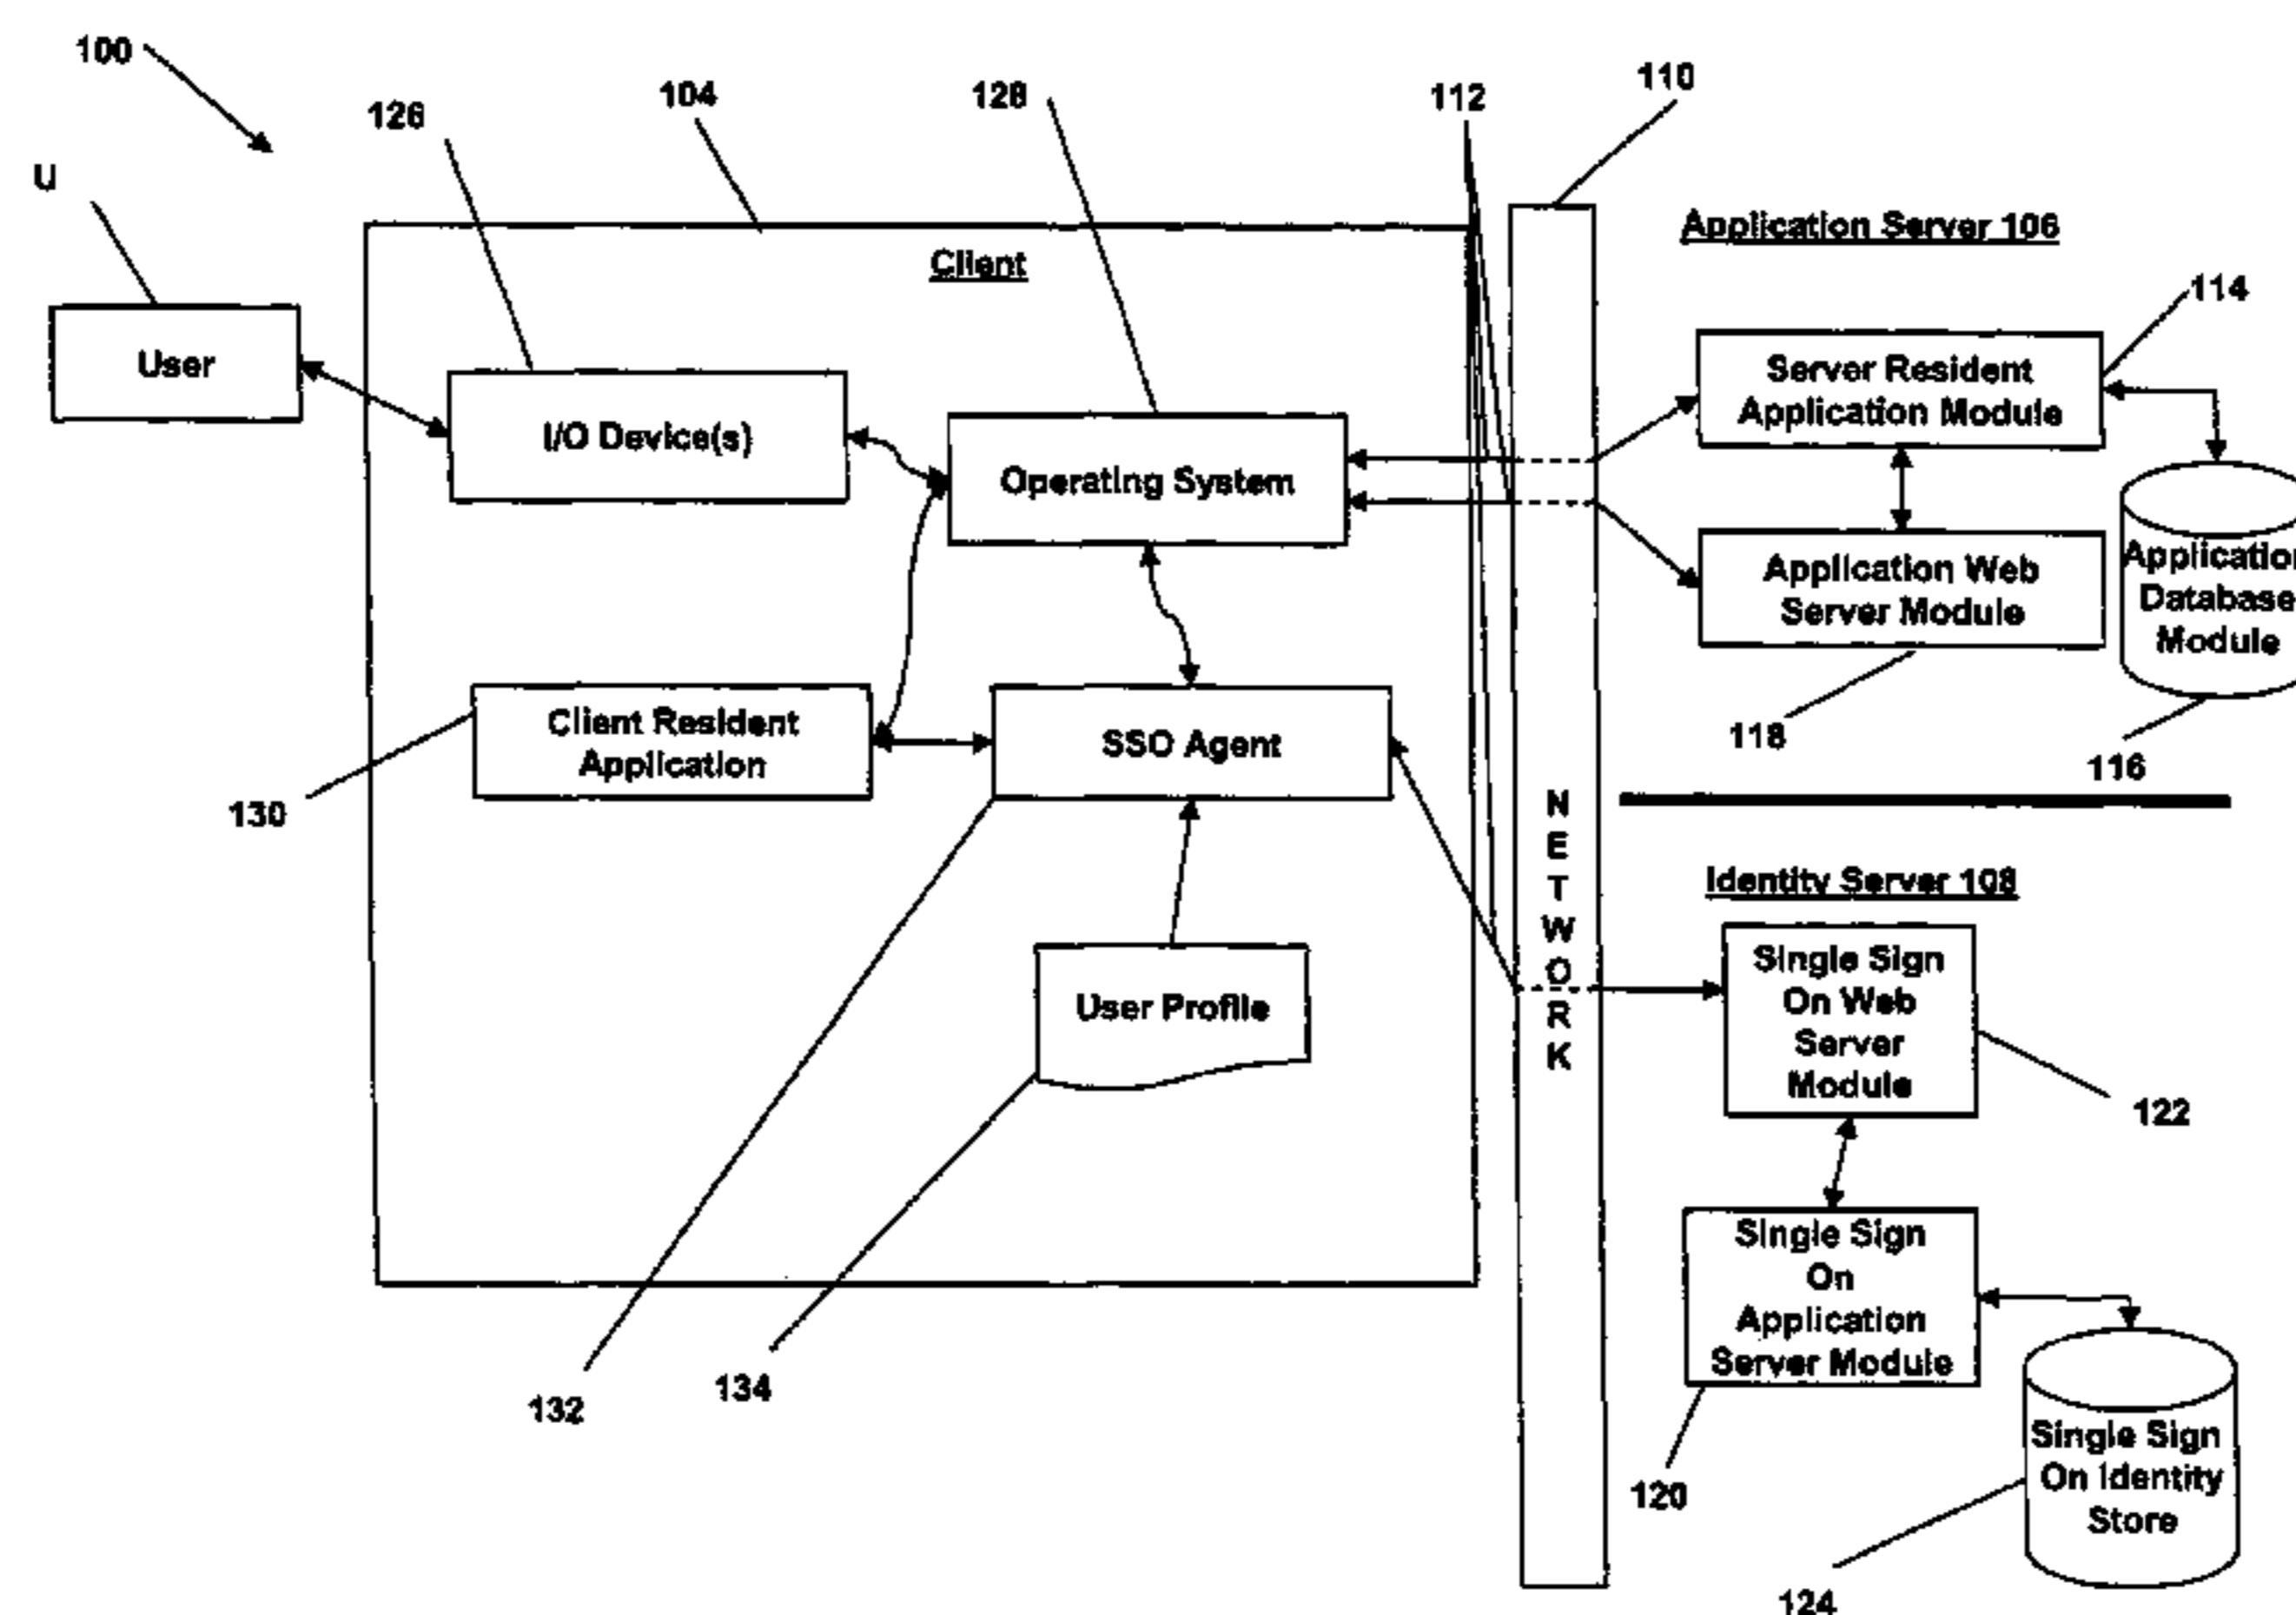 100
126
104
128
112
110
U
Client
Application Server 106
114
User
I/O Device(s)
Operating System
Server Resident
Application Module
Application Web
Server Module
Application
Database
Module
118
116
Client Resident
Application
SSO Agent
130
NETWORK
Identity Server 108
User Profile
Single Sign
On Web
Server
Module
122
132
134
Single Sign
On
Application
Server Module
120
Single Sign
On Identity
Store
124